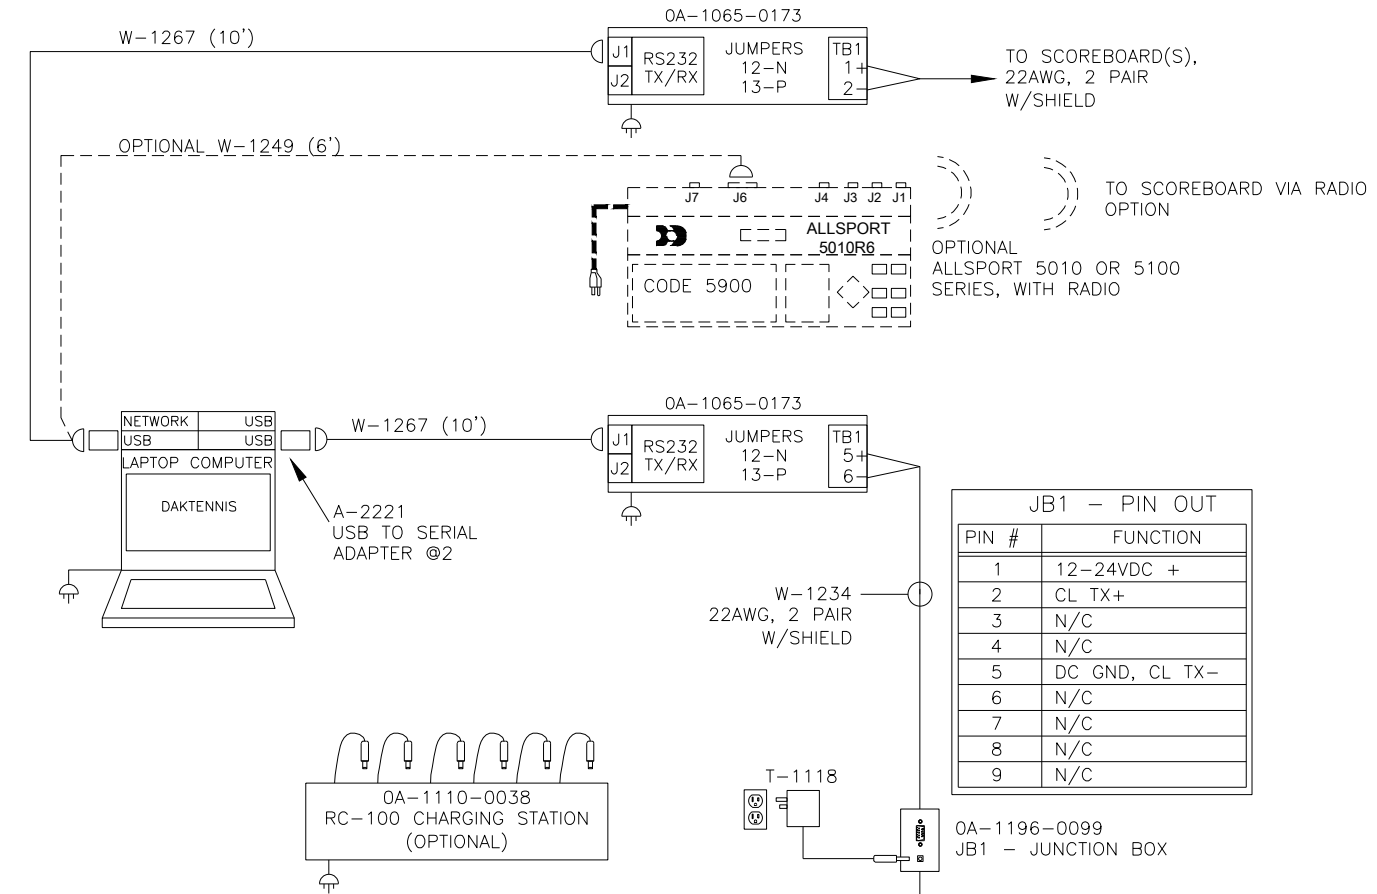 0A-1065-0173
W-1267 (10')
J1
J2
RS232
TX/RX
JUMPERS
12-N
13-P
TB1
1+
2-
TO SCOREBOARD(S),
22AWG, 2 PAIR
W/SHIELD
OPTIONAL W-1249 (6')
J7
J6
J4
J3
J2
J1
TO SCOREBOARD VIA RADIO
OPTION
ALLSPORT
5010R6
CODE 5900
OPTIONAL
ALLSPORT 5010 OR 5100
SERIES, WITH RADIO
0A-1065-0173
NETWORK
USB
USB
USB
LAPTOP COMPUTER
DAKTENNIS
W-1267 (10')
J1
J2
RS232
TX/RX
JUMPERS
12-N
13-P
TB1
5+
6-
A-2221
USB TO SERIAL
ADAPTER @2
JB1 - PIN OUT
PIN # FUNCTION
1 12-24VDC +
2 CL TX+
3 N/C
4 N/C
5 DC GND, CL TX-
6 N/C
7 N/C
8 N/C
9 N/C
W-1234
22AWG, 2 PAIR
W/SHIELD
0A-1110-0038
RC-100 CHARGING STATION
(OPTIONAL)
T-1118
0A-1196-0099
JB1 - JUNCTION BOX